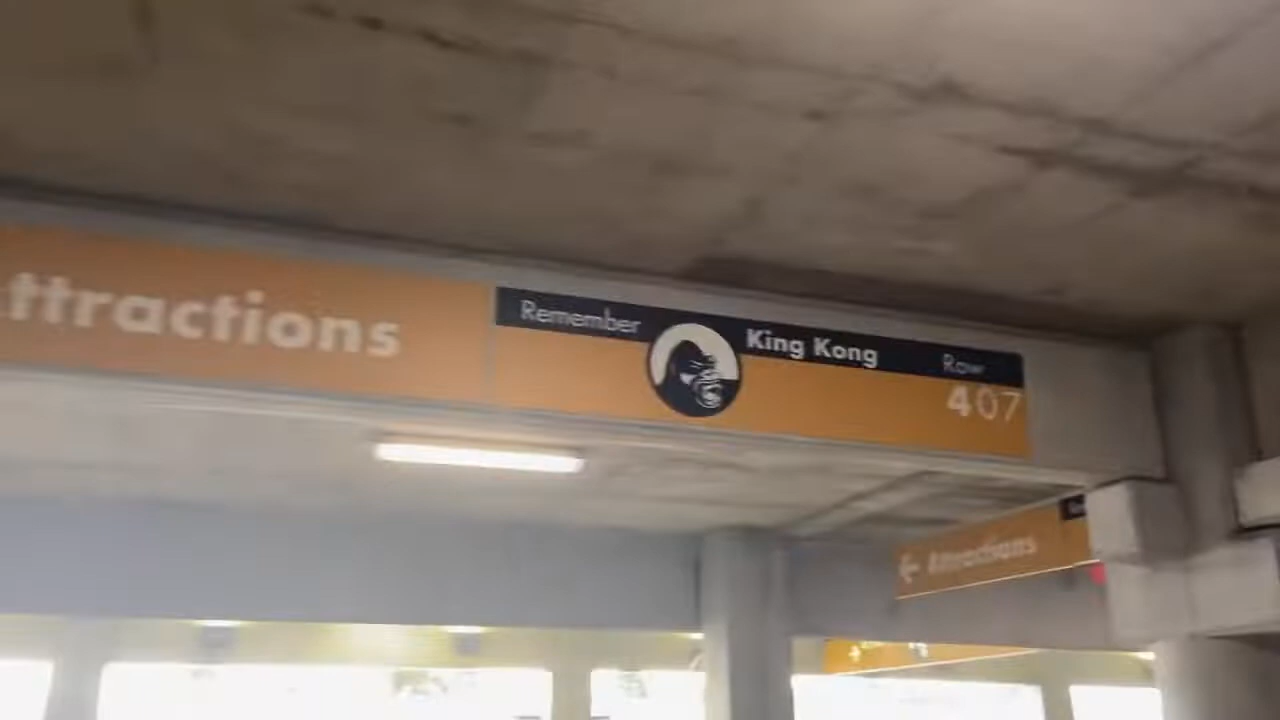 ttractions
Remember
King Kong
Row
407
← Attractions